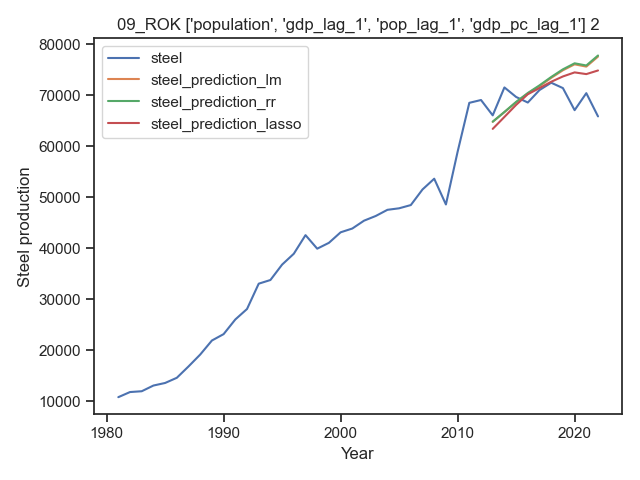 09_ROK ['population', 'gdp_lag_1', 'pop_lag_1', 'gdp_pc_lag_1'] 2
80000
70000
60000
50000
40000
30000
20000
10000
Steel production
steel
steel_prediction_lm
steel_prediction_rr
steel_prediction_lasso
1980
1990
2000
2010
2020
Year